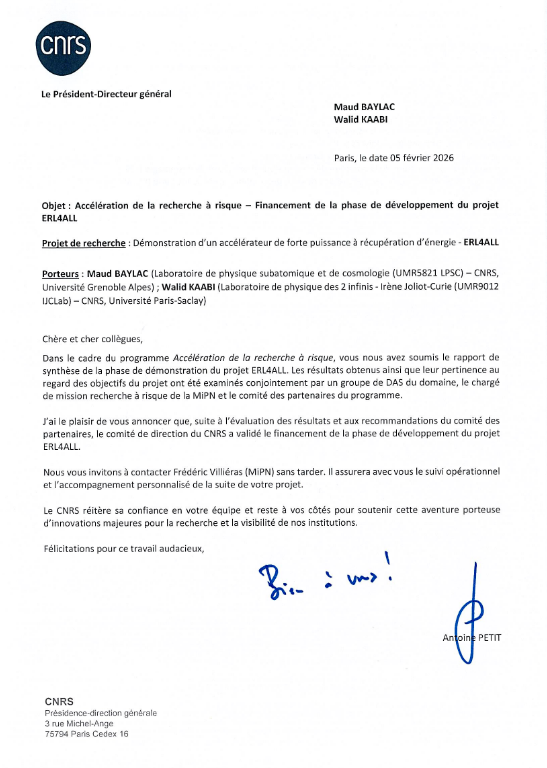 cnrs
Le Président-Directeur général
Maud BAYLAC
Walid KAABI
Paris, le date 05 février 2026
Objet : Accélération de la recherche à risque – Financement de la phase de développement du projet
ERL4ALL
Projet de recherche : Démonstration d'un accélérateur de forte puissance à récupération d'énergie - ERL4ALL
Porteurs : Maud BAYLAC (Laboratoire de physique subatomique et de cosmologie (UMR5821 LPSC) – CNRS,
Université Grenoble Alpes) ; Walid KAABI (Laboratoire de physique des 2 infinis - Irène Joliot-Curie (UMR9012
IJCLab) – CNRS, Université Paris-Saclay)
Chère et cher collègues,
Dans le cadre du programme Accélération de la recherche à risque, vous nous avez soumis le rapport de
synthèse de la phase de démonstration du projet ERL4ALL. Les résultats obtenus ainsi que leur pertinence au
regard des objectifs du projet ont été examinés conjointement par un groupe de DAS du domaine, le chargé
de mission recherche à risque de la MiPN et le comité des partenaires du programme.
J'ai le plaisir de vous annoncer que, suite à l'évaluation des résultats et aux recommandations du comité des
partenaires, le comité de direction du CNRS a validé le financement de la phase de développement du projet
ERL4ALL.
Nous vous invitons à contacter Frédéric Villiéras (MiPN) sans tarder. Il assurera avec vous le suivi opérationnel
et l'accompagnement personnalisé de la suite de votre projet.
Le CNRS réitère sa confiance en votre équipe et reste à vos côtés pour soutenir cette aventure porteuse
d'innovations majeures pour la recherche et la visibilité de nos institutions.
Félicitations pour ce travail audacieux,
Bien à vous !
Antoine PETIT
CNRS
Présidence-direction générale
3 rue Michel-Ange
75794 Paris Cedex 16